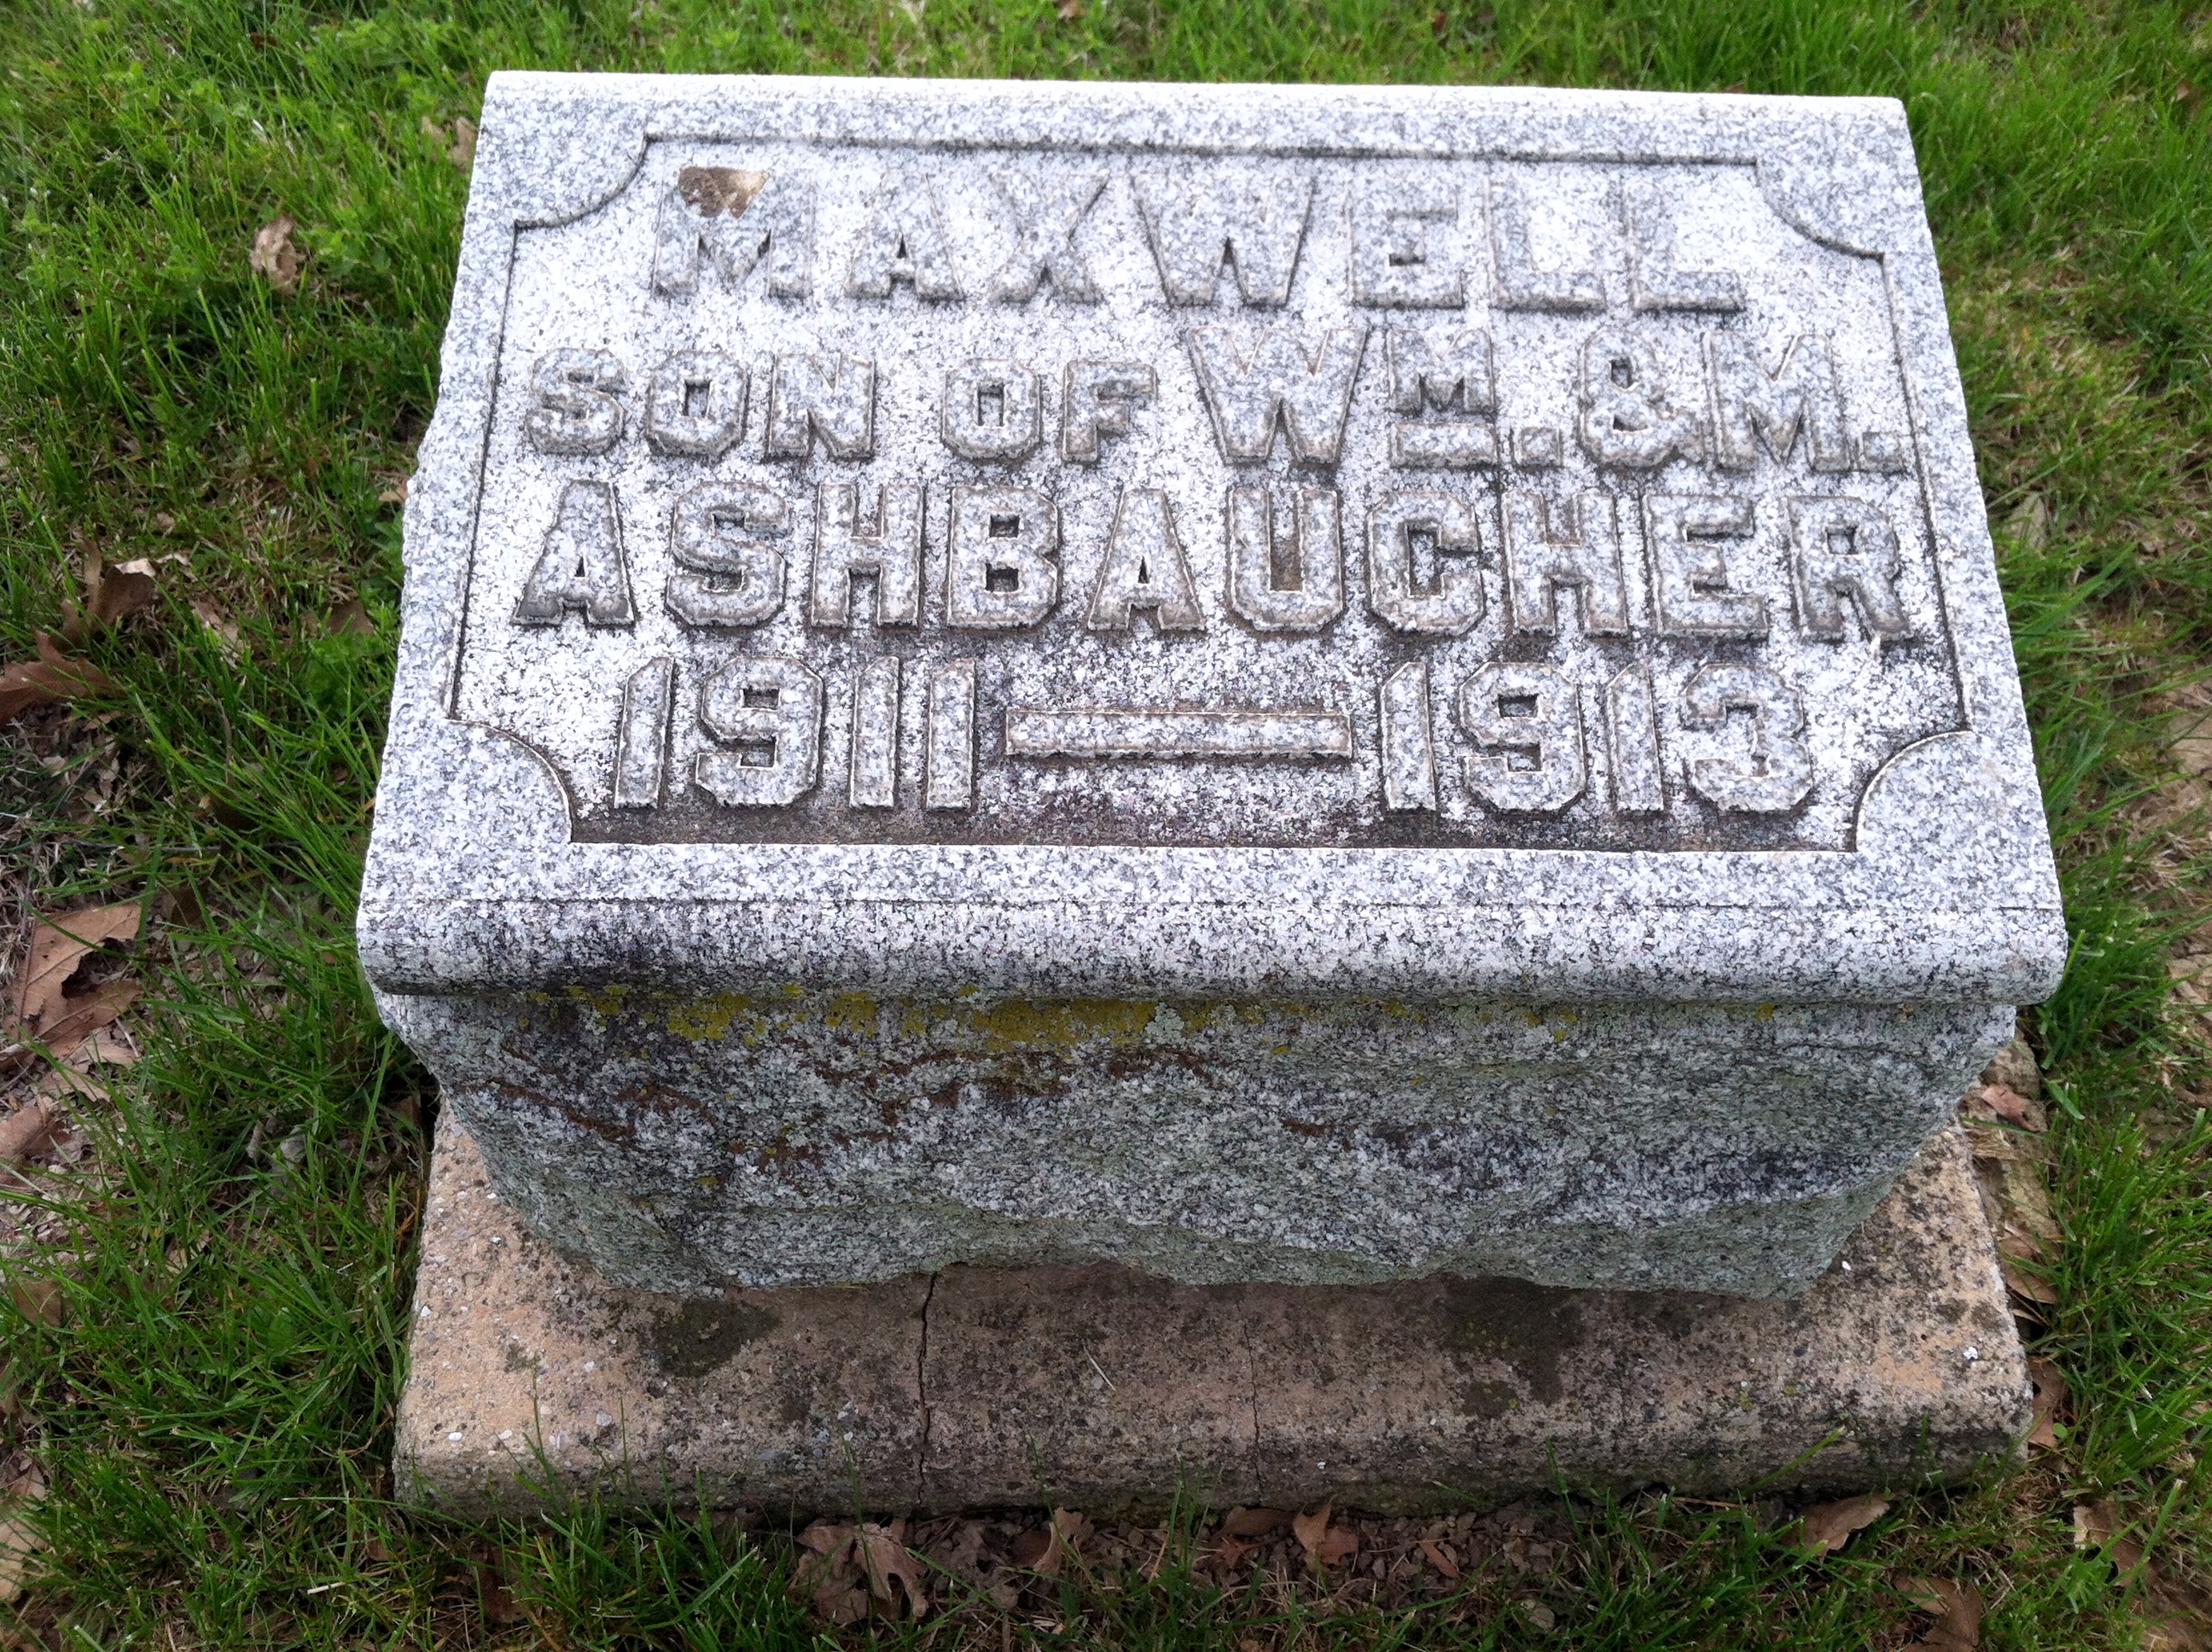 MAXWELL
SON OF WM. & M.
ASHBAUCHER
1911 — 1913